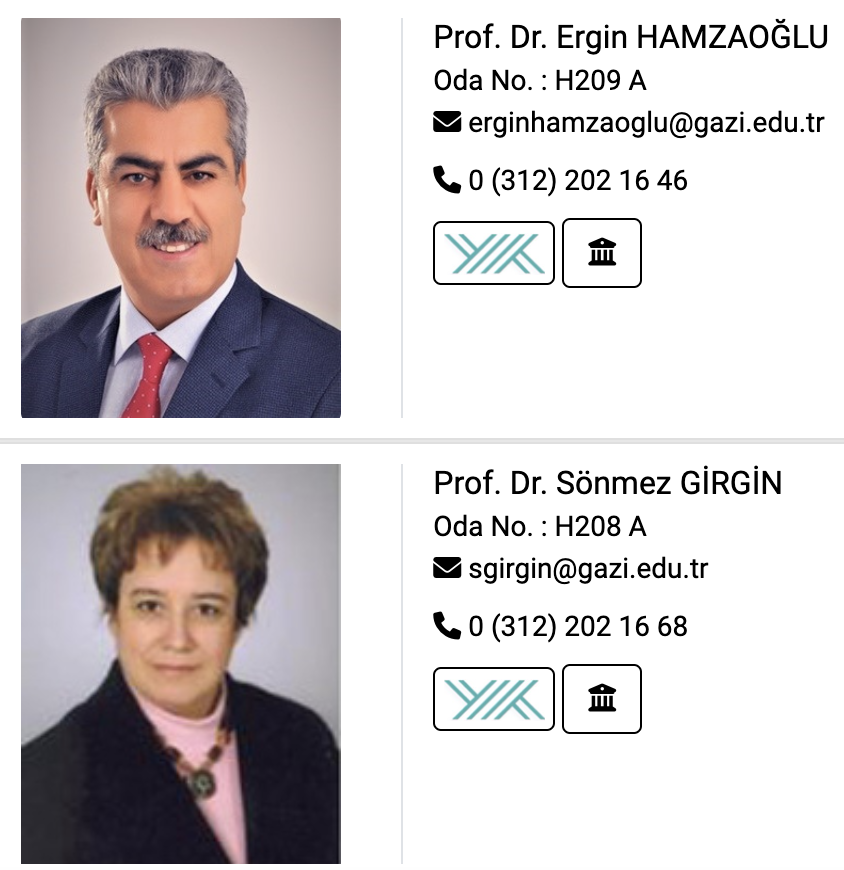 Prof. Dr. Ergin HAMZAOĞLU
Oda No. : H209 A
erginhamzaoglu@gazi.edu.tr
0 (312) 202 16 46
Prof. Dr. Sönmez GİRGİN
Oda No. : H208 A
sgirgin@gazi.edu.tr
0 (312) 202 16 68